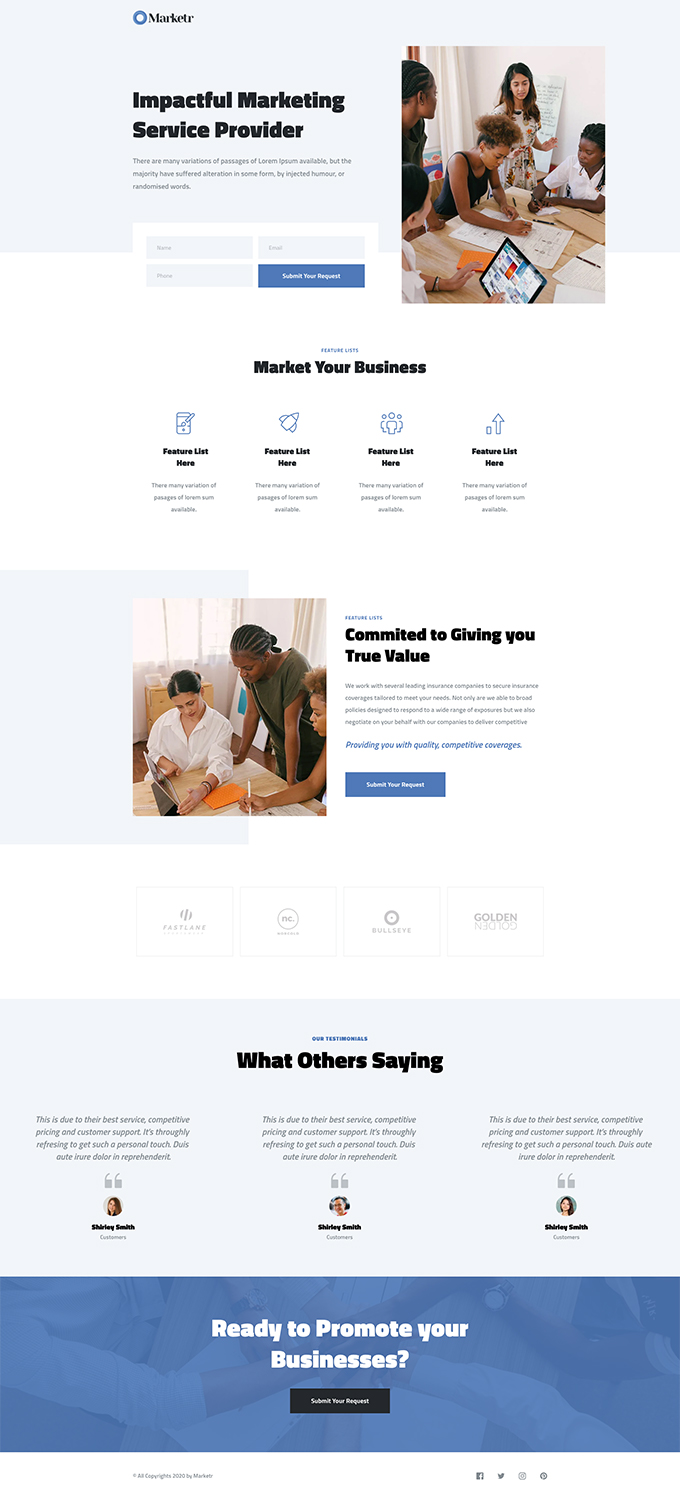 Marketr
Impactful Marketing
Service Provider
There are many variations of passages of Lorem Ipsum available, but the
majority have suffered alteration in some form, by injected humour, or
randomised words.
Name
Email
Phone
Submit Your Request
FEATURE LISTS
Market Your Business
Feature List
Here
There many variation of
pasages of lorem sum
available.
Feature List
Here
There many variation of
pasages of lorem sum
available.
Feature List
Here
There many variation of
pasages of lorem sum
available.
Feature List
Here
There many variation of
pasages of lorem sum
available.
FEATURE LISTS
Commited to Giving you
True Value
We work with several leading insurance companies to secure insurance
coverages tailored to meet your needs. Not only are we able to broad
policies designed to respond to a wide range of exposures but we also
negotiate on your behalf with our companies to deliver competitive
Providing you with quality, competitive coverages.
Submit Your Request
FASTLANE
nc.
BULLSEYE
GOLDEN
GOLDEN
OUR TESTIMONIALS
What Others Saying
This is due to their best service, competitive
pricing and customer support. It's throughly
refresing to get such a personal touch. Duis
aute irure dolor in reprehenderit.
Shirley Smith
Customers
This is due to their best service, competitive
pricing and customer support. It's throughly
refresing to get such a personal touch. Duis
aute irure dolor in reprehenderit.
Shirley Smith
Customers
This is due to their best service, competitive
pricing and customer support. It's throughly
refresing to get such a personal touch. Duis aute
irure dolor in reprehenderit.
Shirley Smith
Customers
Ready to Promote your
Businesses?
Submit Your Request
© All Copyrights 2020 by Marketr